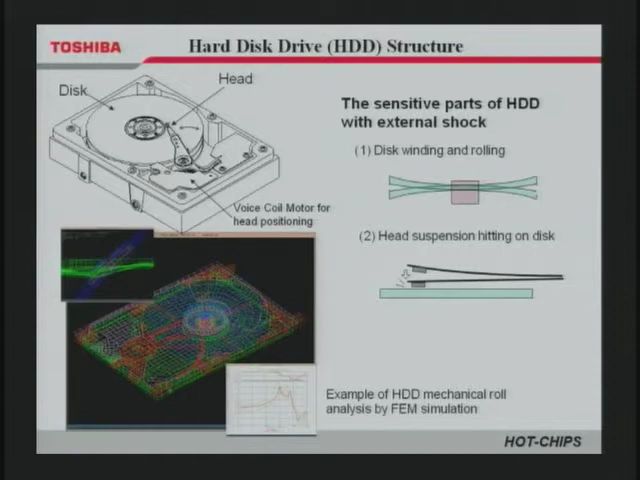 TOSHIBA
Hard Disk Drive (HDD) Structure
Disk
Head
Voice Coil Motor for
head positioning
The sensitive parts of HDD
with external shock
(1) Disk winding and rolling
(2) Head suspension hitting on disk
Example of HDD mechanical roll
analysis by FEM simulation
HOT-CHIPS